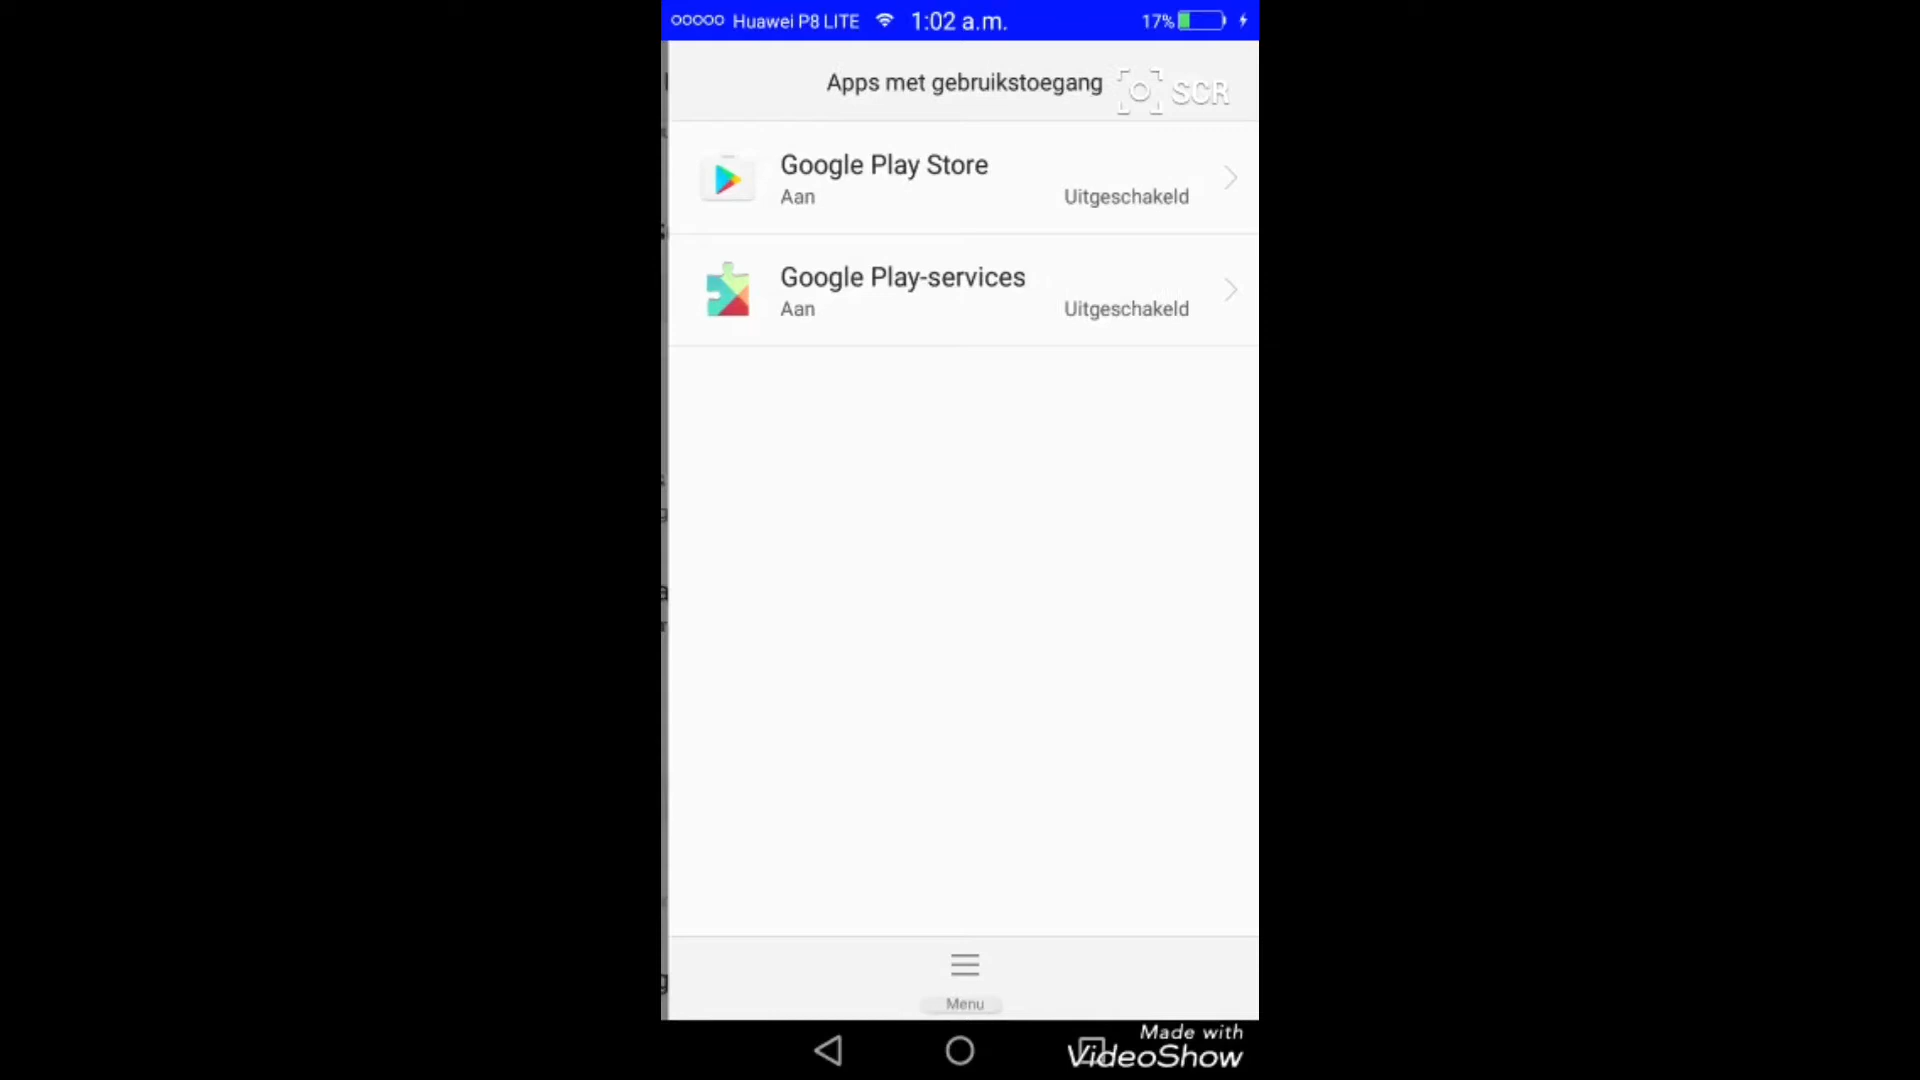 Huawei P8 LITE 1:02 a.m. 17%
Apps met gebruikstoegang SCR
Google Play Store
Aan Uitgeschakeld
Google Play-services
Aan Uitgeschakeld
Menu
Made with
VideoShow